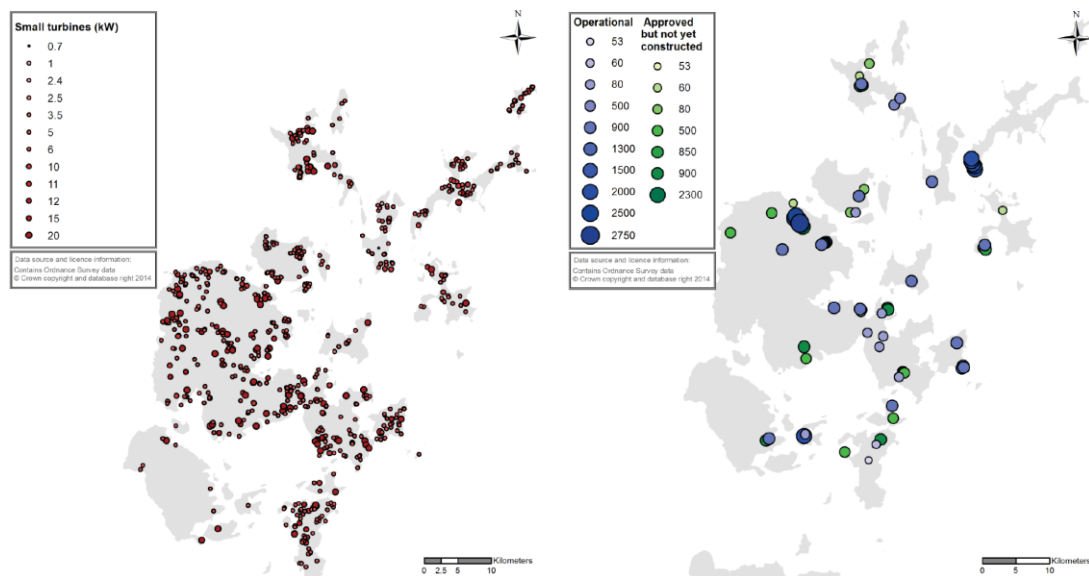 N
Small turbines (kW)
0.7
1
2.4
2.5
3.5
5
6
10
11
12
15
20
Data source and licence information:
Contains Ordnance Survey data
© Crown copyright and database right 2014
Kilometers
0 2.5 5 10
N
Operational
53
60
80
500
900
1300
1500
2000
2500
2750
Approved
but not yet
constructed
53
60
80
500
850
900
2300
Data source and licence information:
Contains Ordnance Survey data
© Crown copyright and database right 2014
Kilometers
0 5 10